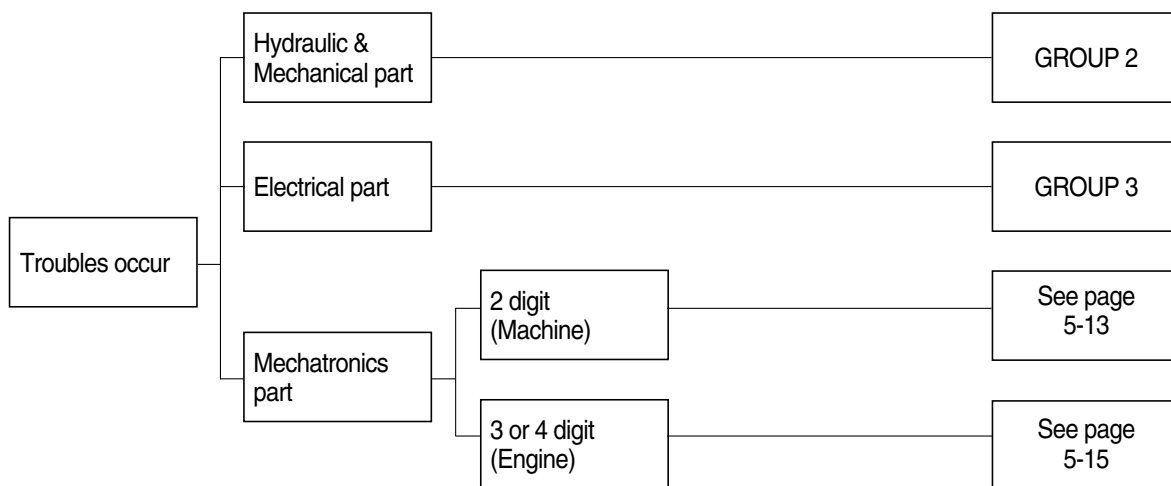 Hydraulic &
Mechanical part
GROUP 2
Electrical part
GROUP 3
Troubles occur
2 digit
(Machine)
See page
5-13
Mechatronics
part
3 or 4 digit
(Engine)
See page
5-15